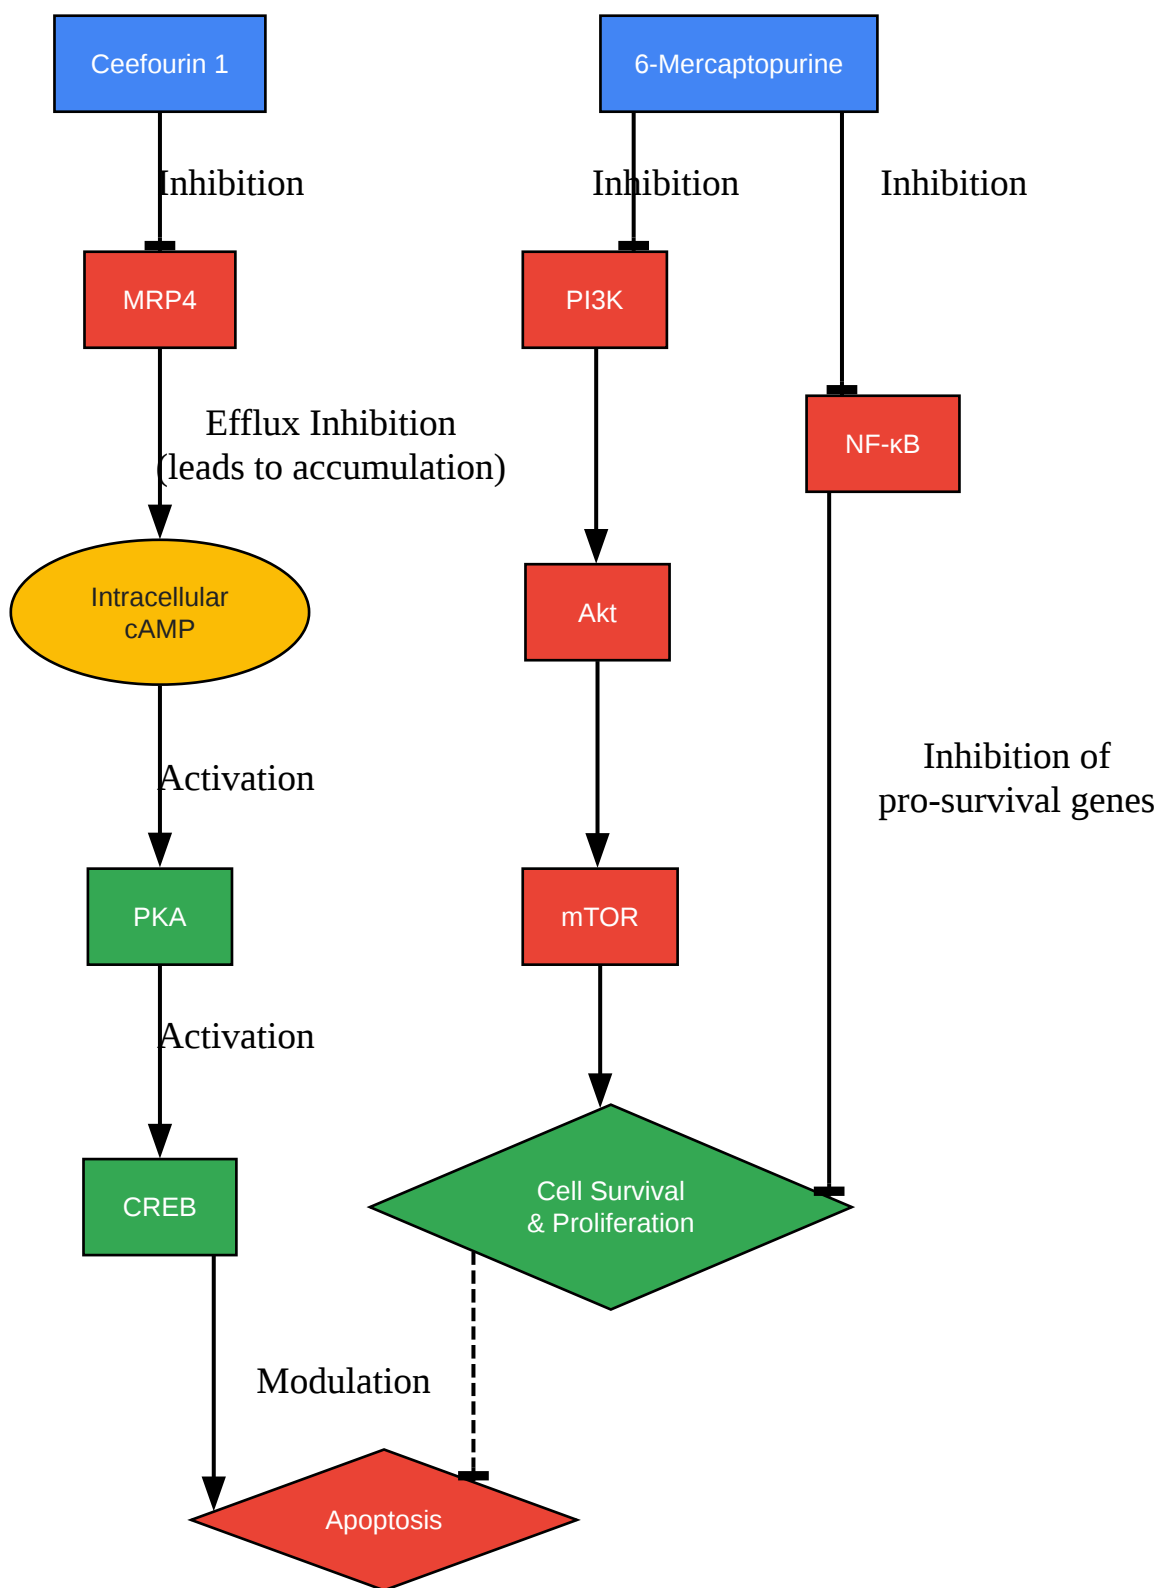 Ceefourin 1
6-Mercaptopurine
Inhibition
Inhibition
Inhibition
MRP4
PI3K
Efflux Inhibition
(leads to accumulation)
NF-κB
Intracellular
cAMP
Akt
Activation
Inhibition of
pro-survival genes
PKA
mTOR
Activation
CREB
Cell Survival
& Proliferation
Modulation
Apoptosis